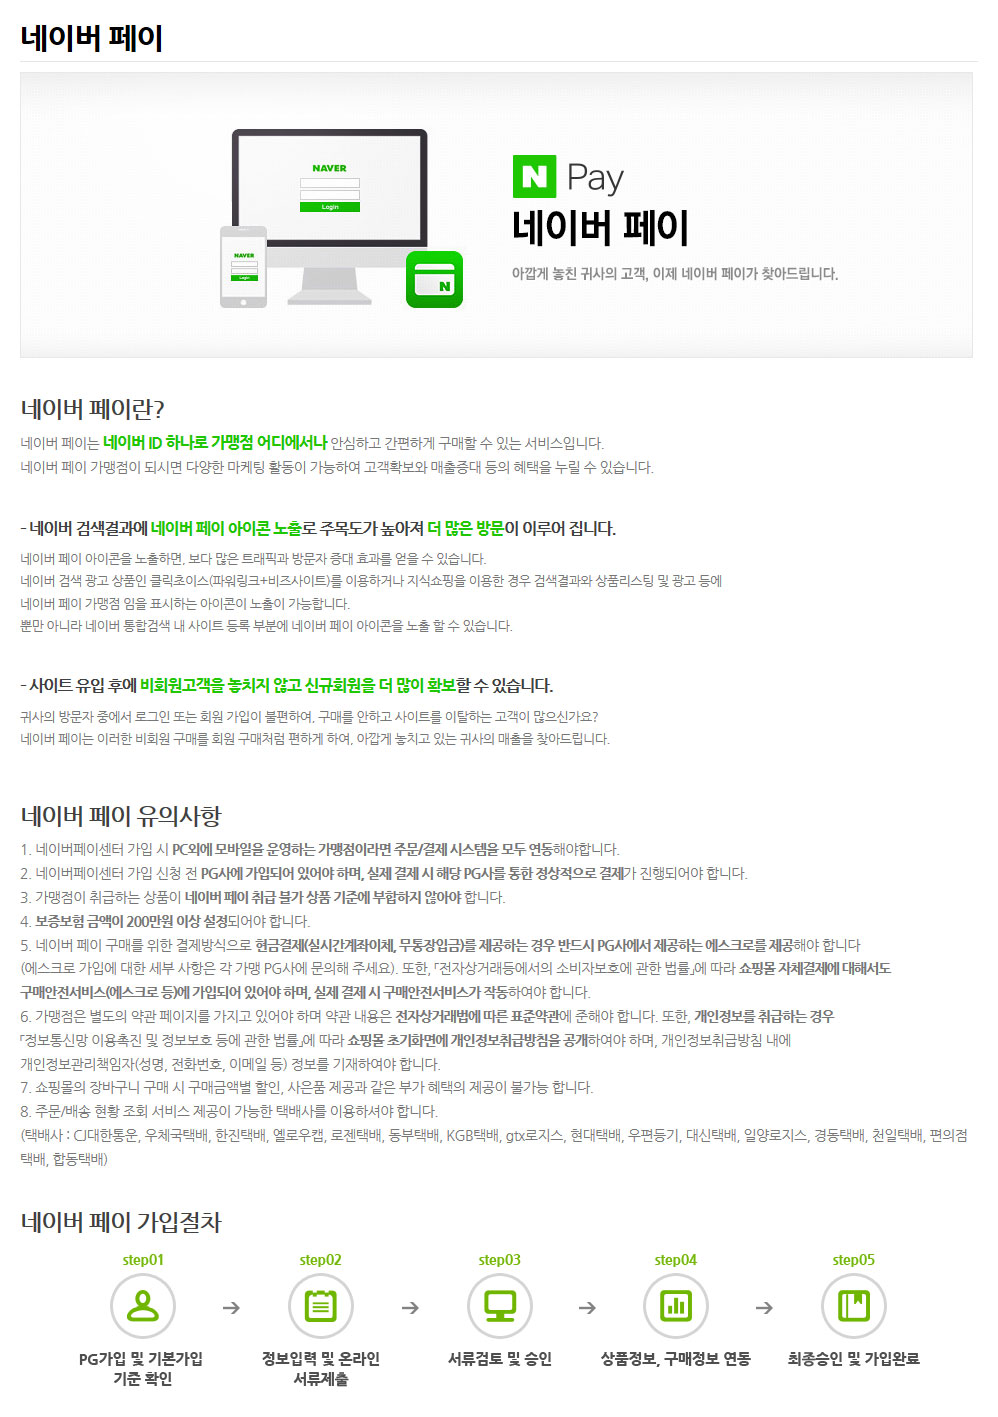 네이버 페이
NAVER
Login
NAVER
Login
N
N Pay
네이버 페이
아깝게 놓친 귀사의 고객, 이제 네이버 페이가 찾아드립니다.
네이버 페이란?
네이버 페이는 네이버 ID 하나로 가맹점 어디에서나 안심하고 간편하게 구매할 수 있는 서비스입니다.
네이버 페이 가맹점이 되시면 다양한 마케팅 활동이 가능하여 고객확보와 매출증대 등의 혜택을 누릴 수 있습니다.
- 네이버 검색결과에 네이버 페이 아이콘 노출로 주목도가 높아져 더 많은 방문이 이루어 집니다.
네이버 페이 아이콘을 노출하면, 보다 많은 트래픽과 방문자 증대 효과를 얻을 수 있습니다.
네이버 검색 광고 상품인 클릭초이스(파워링크+비즈사이트)를 이용하거나 지식쇼핑을 이용한 경우 검색결과와 상품리스팅 및 광고 등에
네이버 페이 가맹점 임을 표시하는 아이콘이 노출이 가능합니다.
뿐만 아니라 네이버 통합검색 내 사이트 등록 부분에 네이버 페이 아이콘을 노출 할 수 있습니다.
- 사이트 유입 후에 비회원고객을 놓치지 않고 신규회원을 더 많이 확보할 수 있습니다.
귀사의 방문자 중에서 로그인 또는 회원 가입이 불편하여, 구매를 안하고 사이트를 이탈하는 고객이 많으신가요?
네이버 페이는 이러한 비회원 구매를 회원 구매처럼 편하게 하여, 아깝게 놓치고 있는 귀사의 매출을 찾아드립니다.
네이버 페이 유의사항
1. 네이버페이센터 가입 시 PC외에 모바일을 운영하는 가맹점이라면 주문/결제 시스템을 모두 연동해야합니다.
2. 네이버페이센터 가입 신청 전 PG사에 가입되어 있어야 하며, 실제 결제 시 해당 PG사를 통한 정상적으로 결제가 진행되어야 합니다.
3. 가맹점이 취급하는 상품이 네이버 페이 취급 불가 상품 기준에 부합하지 않아야 합니다.
4. 보증보험 금액이 200만원 이상 설정되어야 합니다.
5. 네이버 페이 구매를 위한 결제방식으로 현금결제(실시간계좌이체, 무통장입금)를 제공하는 경우 반드시 PG사에서 제공하는 에스크로를 제공해야 합니다
(에스크로 가입에 대한 세부 사항은 각 가맹 PG사에 문의해 주세요). 또한, 「전자상거래등에서의 소비자보호에 관한 법률」에 따라 쇼핑몰 자체결제에 대해서도
구매안전서비스(에스크로 등)에 가입되어 있어야 하며, 실제 결제 시 구매안전서비스가 작동하여야 합니다.
6. 가맹점은 별도의 약관 페이지를 가지고 있어야 하며 약관 내용은 전자상거래법에 따른 표준약관에 준해야 합니다. 또한, 개인정보를 취급하는 경우
「정보통신망 이용촉진 및 정보보호 등에 관한 법률」에 따라 쇼핑몰 초기화면에 개인정보취급방침을 공개하여야 하며, 개인정보취급방침 내에
개인정보관리책임자(성명, 전화번호, 이메일 등) 정보를 기재하여야 합니다.
7. 쇼핑몰의 장바구니 구매 시 구매금액별 할인, 사은품 제공과 같은 부가 혜택의 제공이 불가능 합니다.
8. 주문/배송 현황 조회 서비스 제공이 가능한 택배사를 이용하셔야 합니다.
(택배사 : CJ대한통운, 우체국택배, 한진택배, 옐로우캡, 로젠택배, 동부택배, KGB택배, gtx로지스, 현대택배, 우편등기, 대신택배, 일양로지스, 경동택배, 천일택배, 편의점
택배, 합동택배)
네이버 페이 가입절차
step01 step02 step03 step04 step05
PG가입 및 기본가입 정보입력 및 온라인 서류검토 및 승인 상품정보, 구매정보 연동 최종승인 및 가입완료
기준 확인 서류제출